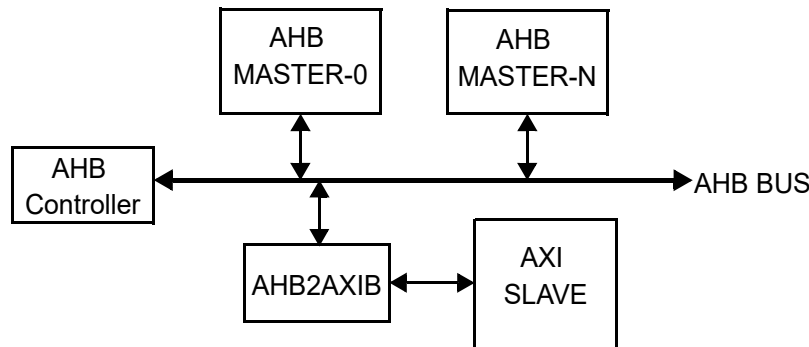 AHB
MASTER-0
AHB
MASTER-N
AHB
Controller
AHB BUS
AHB2AXIB
AXI
SLAVE